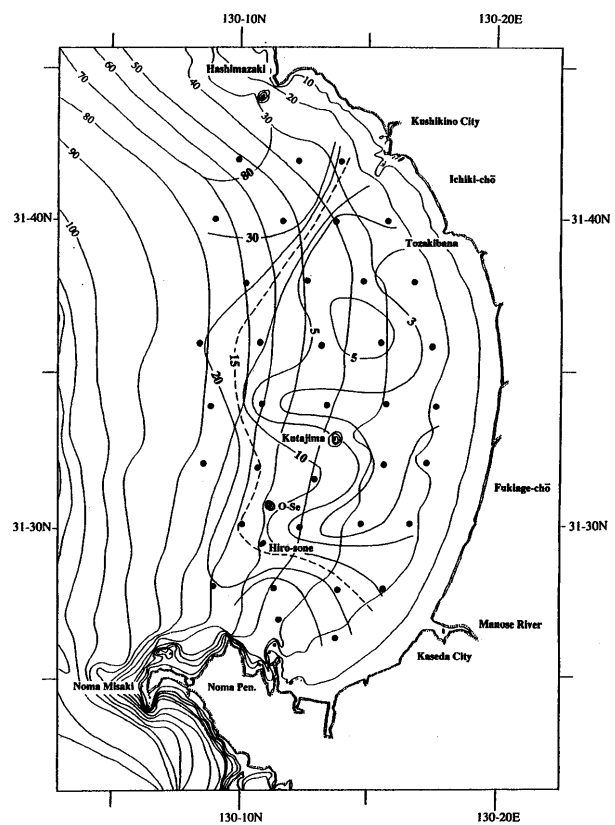 130-10N
130-20E
Hashimazaki
Kushikino City
Ichiki-chō
31-40N
31-40N
Tozakibana
Kutajima
O-Se
Fukiage-chō
31-30N
31-30N
Hiro-sone
Manose River
Kaseda City
Noma Misaki
Noma Pen.
130-10N
130-20E
70
60
50
40
30
20
10
80
90
100
80
30
15
20
5
5
3
10